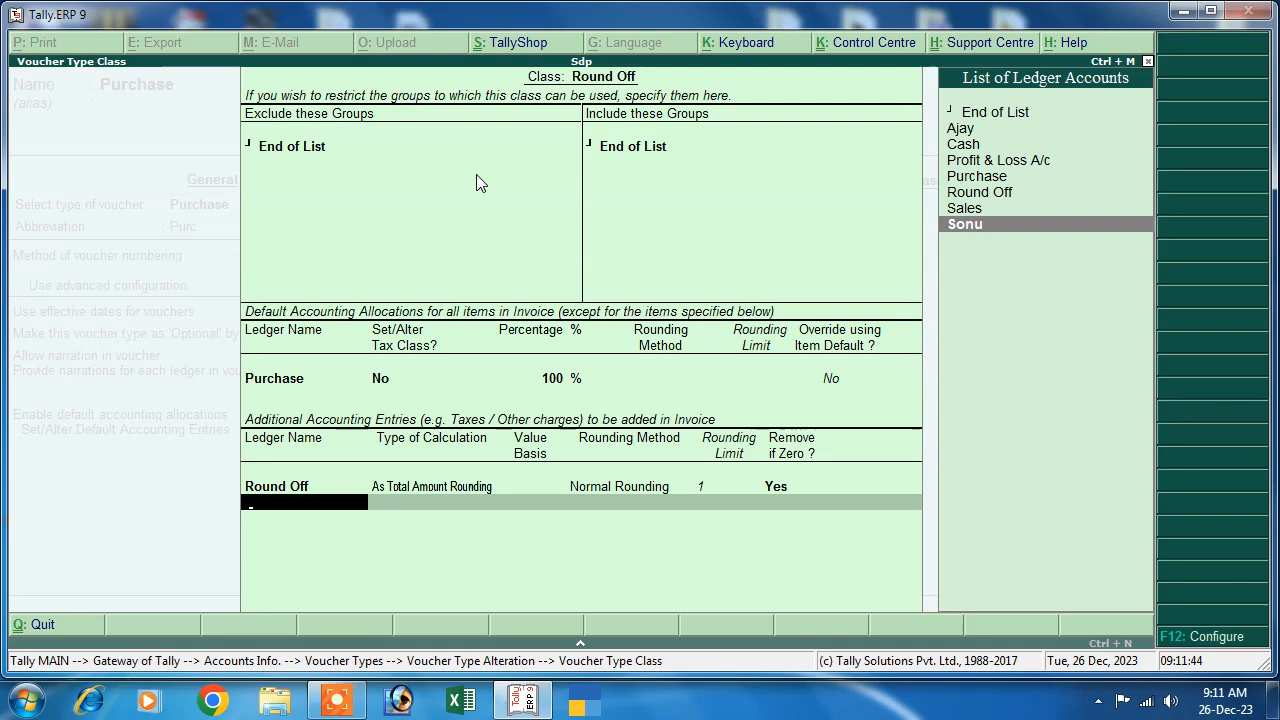 Tally.ERP 9
P: Print
E: Export
M: E-Mail
O: Upload
S: TallyShop
G: Language
K: Keyboard
K: Control Centre
H: Support Centre
H: Help
Voucher Type Class
Sdp
Ctrl + M
Name : Purchase
(alias) :
General
Select type of voucher : Purchase
Abbreviation : Purc
Method of voucher numbering
Use advanced configuration
Use effective dates for vouchers
Make this voucher type as 'Optional' by
Allow narration in voucher
Provide narrations for each ledger in vou
Enable default accounting allocations
Set/Alter Default Accounting Entries
Class: Round Off
If you wish to restrict the groups to which this class can be used, specify them here.
Exclude these Groups
Include these Groups
End of List
End of List
Default Accounting Allocations for all items in Invoice (except for the items specified below)
Ledger Name Set/Alter Percentage % Rounding Rounding Override using
Tax Class? Method Limit Item Default ?
Purchase No 100 % No
Additional Accounting Entries (e.g. Taxes / Other charges) to be added in Invoice
Ledger Name Type of Calculation Value Rounding Method Rounding Remove
Basis Limit if Zero ?
Round Off As Total Amount Rounding Normal Rounding 1 Yes
List of Ledger Accounts
End of List
Ajay
Cash
Profit & Loss A/c
Purchase
Round Off
Sales
Sonu
Q: Quit
F12: Configure
Ctrl + N
Tally MAIN --> Gateway of Tally --> Accounts Info. --> Voucher Types --> Voucher Type Alteration --> Voucher Type Class
(c) Tally Solutions Pvt. Ltd., 1988-2017
Tue, 26 Dec, 2023
09:11:44
Tally
ERP 9
9:11 AM
26-Dec-23